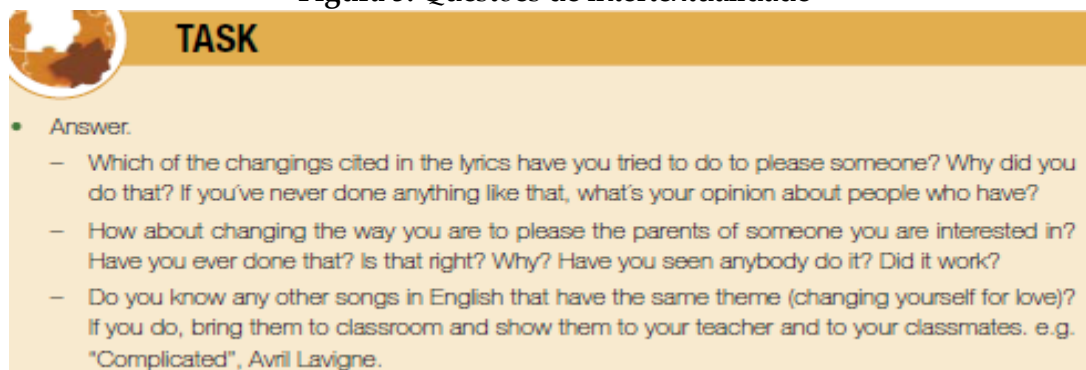 Figura 5: Questões de intertextualidade
TASK
• Answer.
– Which of the changings cited in the lyrics have you tried to do to please someone? Why did you
do that? If you´ve never done anything like that, what´s your opinion about people who have?
– How about changing the way you are to please the parents of someone you are interested in?
Have you ever done that? Is that right? Why? Have you seen anybody do it? Did it work?
– Do you know any other songs in English that have the same theme (changing yourself for love)?
If you do, bring them to classroom and show them to your teacher and to your classmates. e.g.
"Complicated", Avril Lavigne.